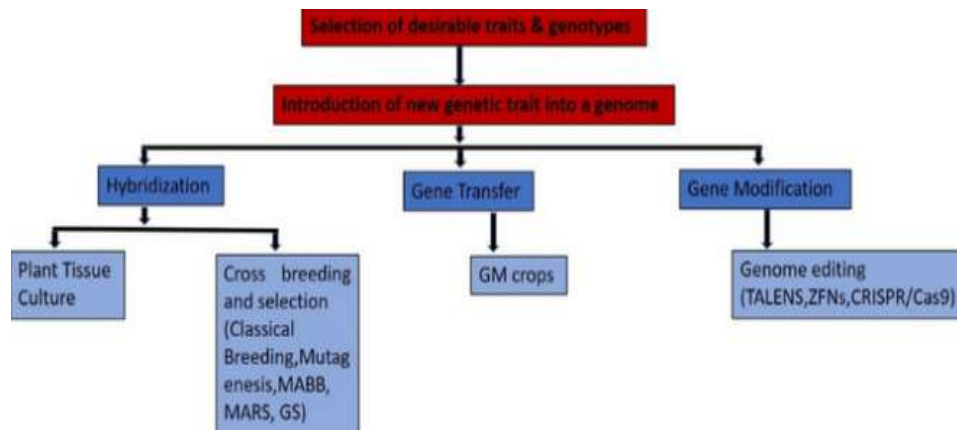 Selection of desirable traits & genotypes
Introduction of new genetic trait into a genome
Hybridization
Gene Transfer
Gene Modification
Plant Tissue
Culture
Cross breeding
and selection
(Classical
Breeding,Mutag
enesis,MABB,
MARS, GS)
GM crops
Genome editing
(TALENS,ZFNs,CRISPR/Cas9)